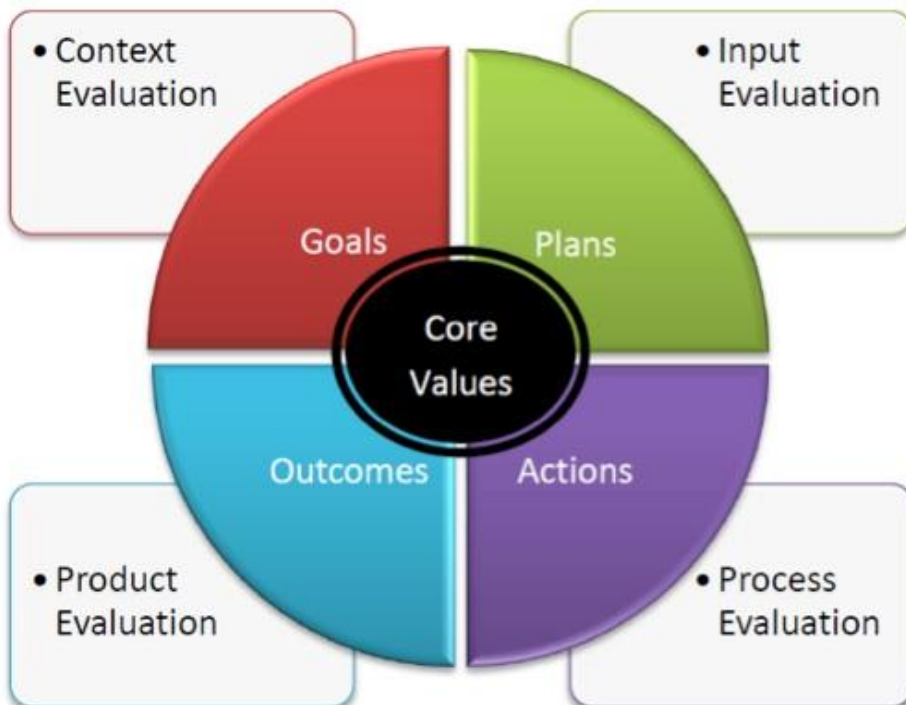 • Context
Evaluation
• Input
Evaluation
Goals
Plans
Core
Values
Outcomes
Actions
• Product
Evaluation
• Process
Evaluation